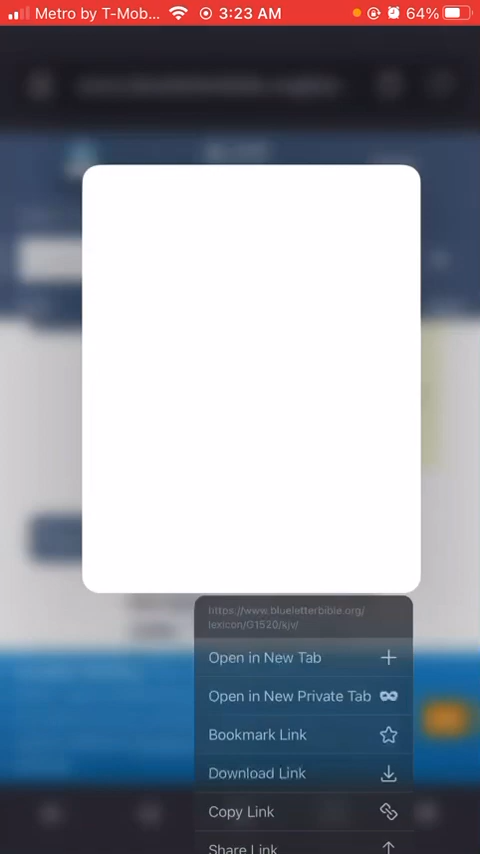 Metro by T-Mob... 3:23 AM 64%
https://www.blueletterbible.org/
lexicon/G1520/kjv/
Open in New Tab
Open in New Private Tab
Bookmark Link
Download Link
Copy Link
Share Link